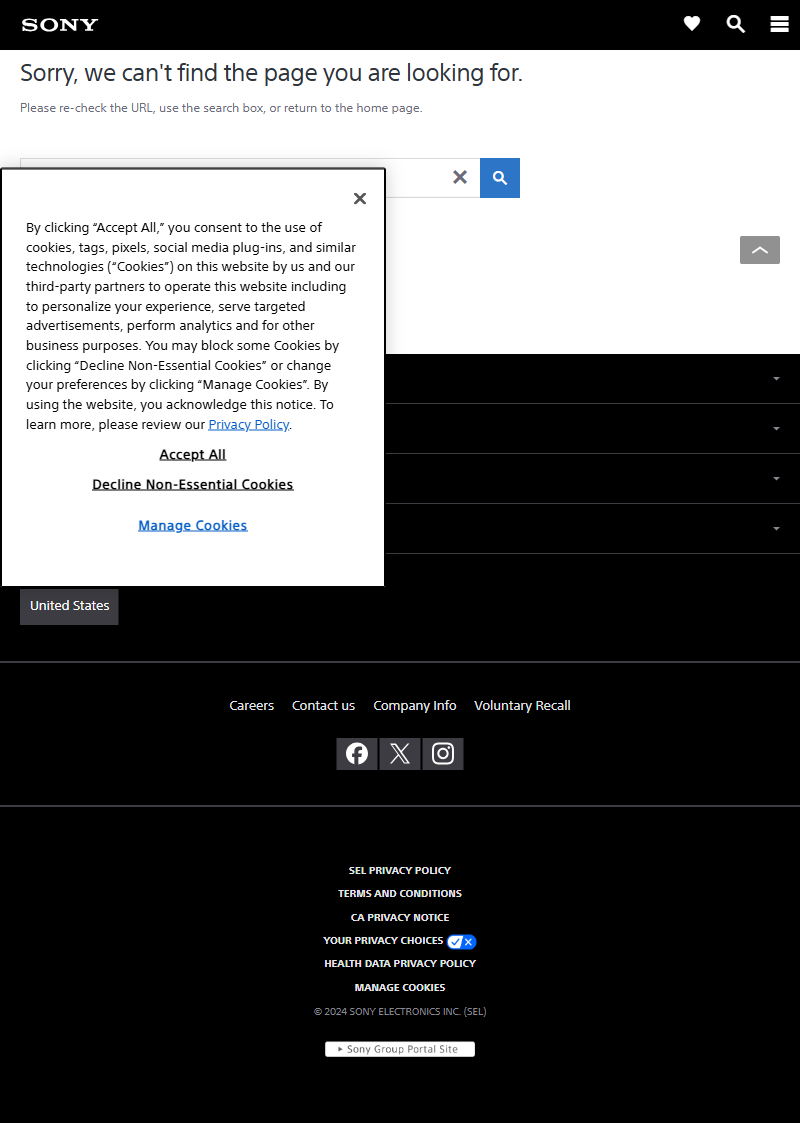 SONY
Sorry, we can't find the page you are looking for.
Please re-check the URL, use the search box, or return to the home page.
By clicking “Accept All,” you consent to the use of
cookies, tags, pixels, social media plug-ins, and similar
technologies (“Cookies”) on this website by us and our
third-party partners to operate this website including
to personalize your experience, serve targeted
advertisements, perform analytics and for other
business purposes. You may block some Cookies by
clicking “Decline Non-Essential Cookies” or change
your preferences by clicking “Manage Cookies”. By
using the website, you acknowledge this notice. To
learn more, please review our Privacy Policy.
Accept All
Decline Non-Essential Cookies
Manage Cookies
United States
Careers Contact us Company Info Voluntary Recall
SEL PRIVACY POLICY
TERMS AND CONDITIONS
CA PRIVACY NOTICE
YOUR PRIVACY CHOICES
HEALTH DATA PRIVACY POLICY
MANAGE COOKIES
© 2024 SONY ELECTRONICS INC. (SEL)
Sony Group Portal Site